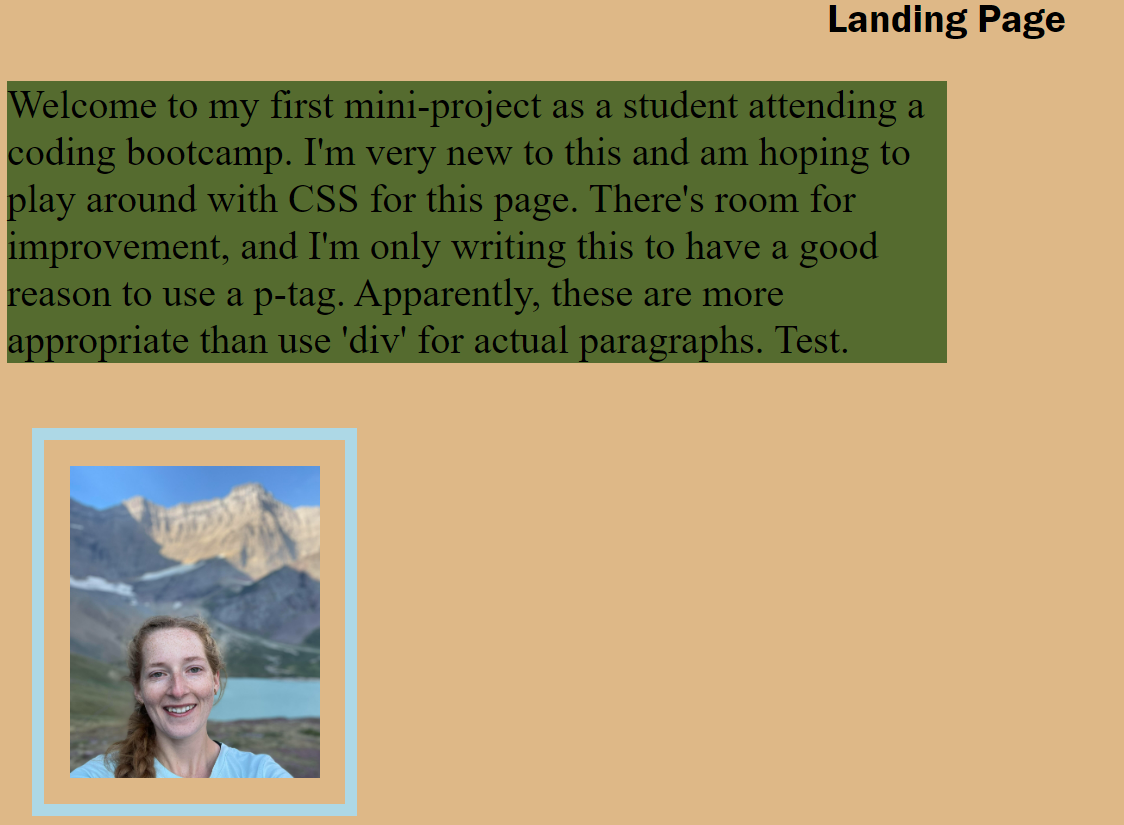 Landing Page
Welcome to my first mini-project as a student attending a
coding bootcamp. I'm very new to this and am hoping to
play around with CSS for this page. There's room for
improvement, and I'm only writing this to have a good
reason to use a p-tag. Apparently, these are more
appropriate than use 'div' for actual paragraphs. Test.